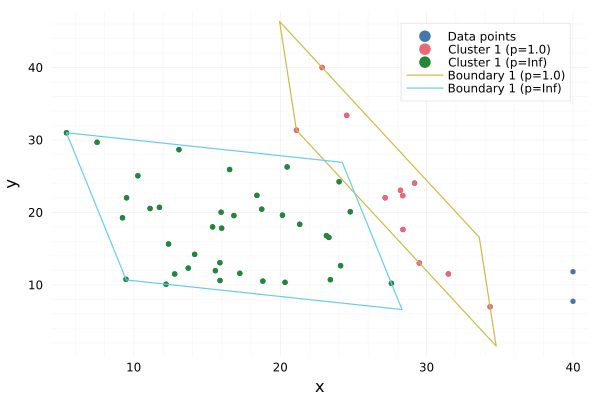 Data points
Cluster 1 (p=1.0)
Cluster 1 (p=Inf)
Boundary 1 (p=1.0)
Boundary 1 (p=Inf)
40
30
20
10
y
10 20 30 40
x